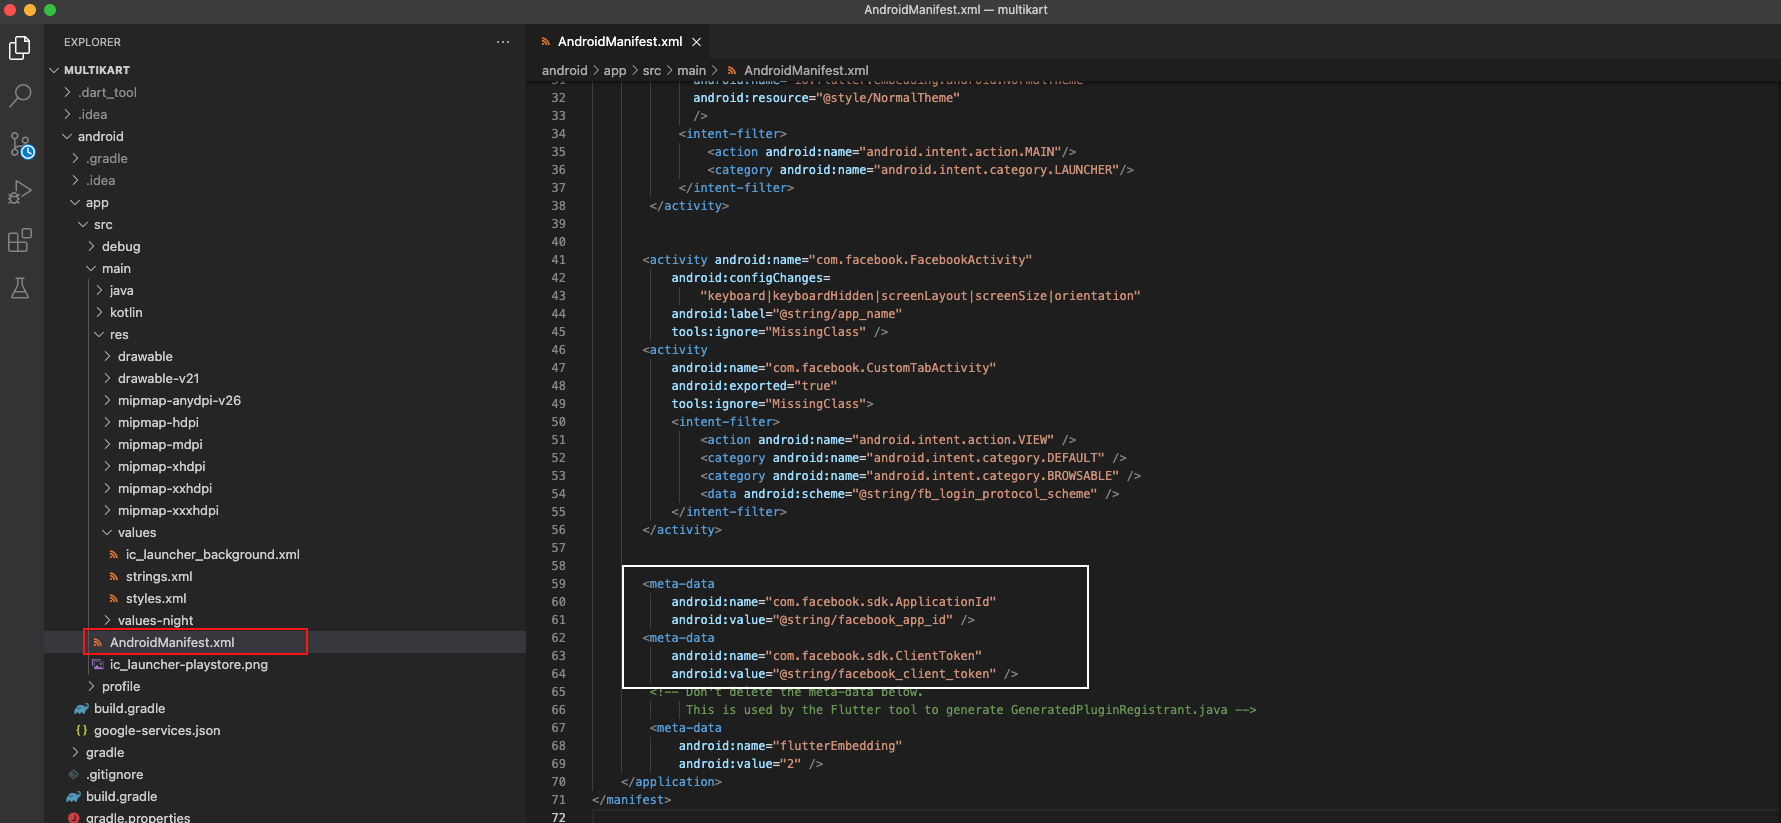 AndroidManifest.xml — multikart
EXPLORER
MULTIKART
.dart_tool
.idea
android
.gradle
.idea
app
src
debug
main
java
kotlin
res
drawable
drawable-v21
mipmap-anydpi-v26
mipmap-hdpi
mipmap-mdpi
mipmap-xhdpi
mipmap-xxhdpi
mipmap-xxxhdpi
values
ic_launcher_background.xml
strings.xml
styles.xml
values-night
AndroidManifest.xml
ic_launcher-playstore.png
profile
build.gradle
google-services.json
gradle
.gitignore
build.gradle
gradle.properties
AndroidManifest.xml
android > app > src > main > AndroidManifest.xml
31 android:name="io.flutter.embedding.android.NormalTheme"
32 android:resource="@style/NormalTheme"
33 />
34 <intent-filter>
35 <action android:name="android.intent.action.MAIN"/>
36 <category android:name="android.intent.category.LAUNCHER"/>
37 </intent-filter>
38 </activity>
39
40
41 <activity android:name="com.facebook.FacebookActivity"
42 android:configChanges=
43 "keyboard|keyboardHidden|screenLayout|screenSize|orientation"
44 android:label="@string/app_name"
45 tools:ignore="MissingClass" />
46 <activity
47 android:name="com.facebook.CustomTabActivity"
48 android:exported="true"
49 tools:ignore="MissingClass">
50 <intent-filter>
51 <action android:name="android.intent.action.VIEW" />
52 <category android:name="android.intent.category.DEFAULT" />
53 <category android:name="android.intent.category.BROWSABLE" />
54 <data android:scheme="@string/fb_login_protocol_scheme" />
55 </intent-filter>
56 </activity>
57
58
59 <meta-data
60 android:name="com.facebook.sdk.ApplicationId"
61 android:value="@string/facebook_app_id" />
62 <meta-data
63 android:name="com.facebook.sdk.ClientToken"
64 android:value="@string/facebook_client_token" />
65 <!-- Don't delete the meta-data below.
66 This is used by the Flutter tool to generate GeneratedPluginRegistrant.java -->
67 <meta-data
68 android:name="flutterEmbedding"
69 android:value="2" />
70 </application>
71 </manifest>
72